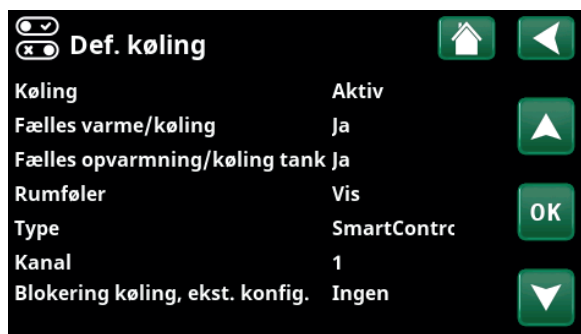 Def. køling
Køling Aktiv
Fælles varme/køling Ja
Fælles opvarmning/køling tank Ja
Rumføler Vis
Type SmartContrc
Kanal 1
Blokering køling, ekst. konfig. Ingen
OK